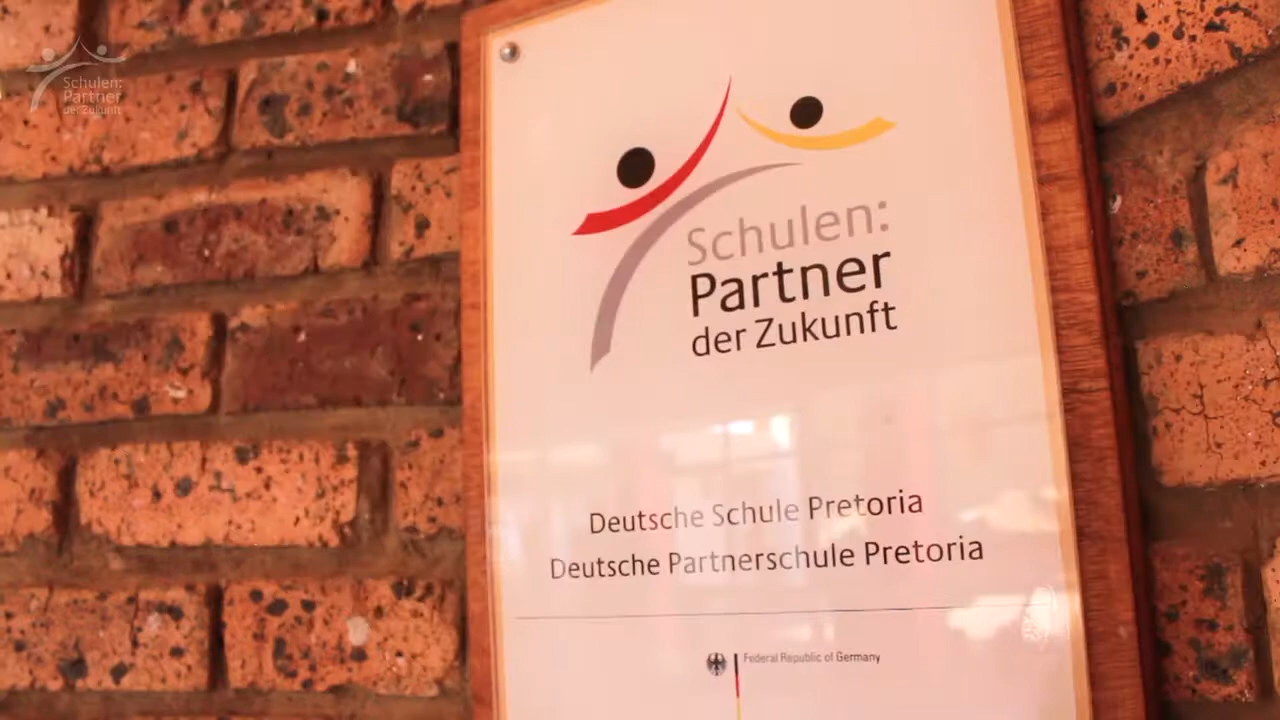 Schulen:
Partner
der Zukunft
Schulen:
Partner
der Zukunft
Deutsche Schule Pretoria
Deutsche Partnerschule Pretoria
Federal Republic of Germany